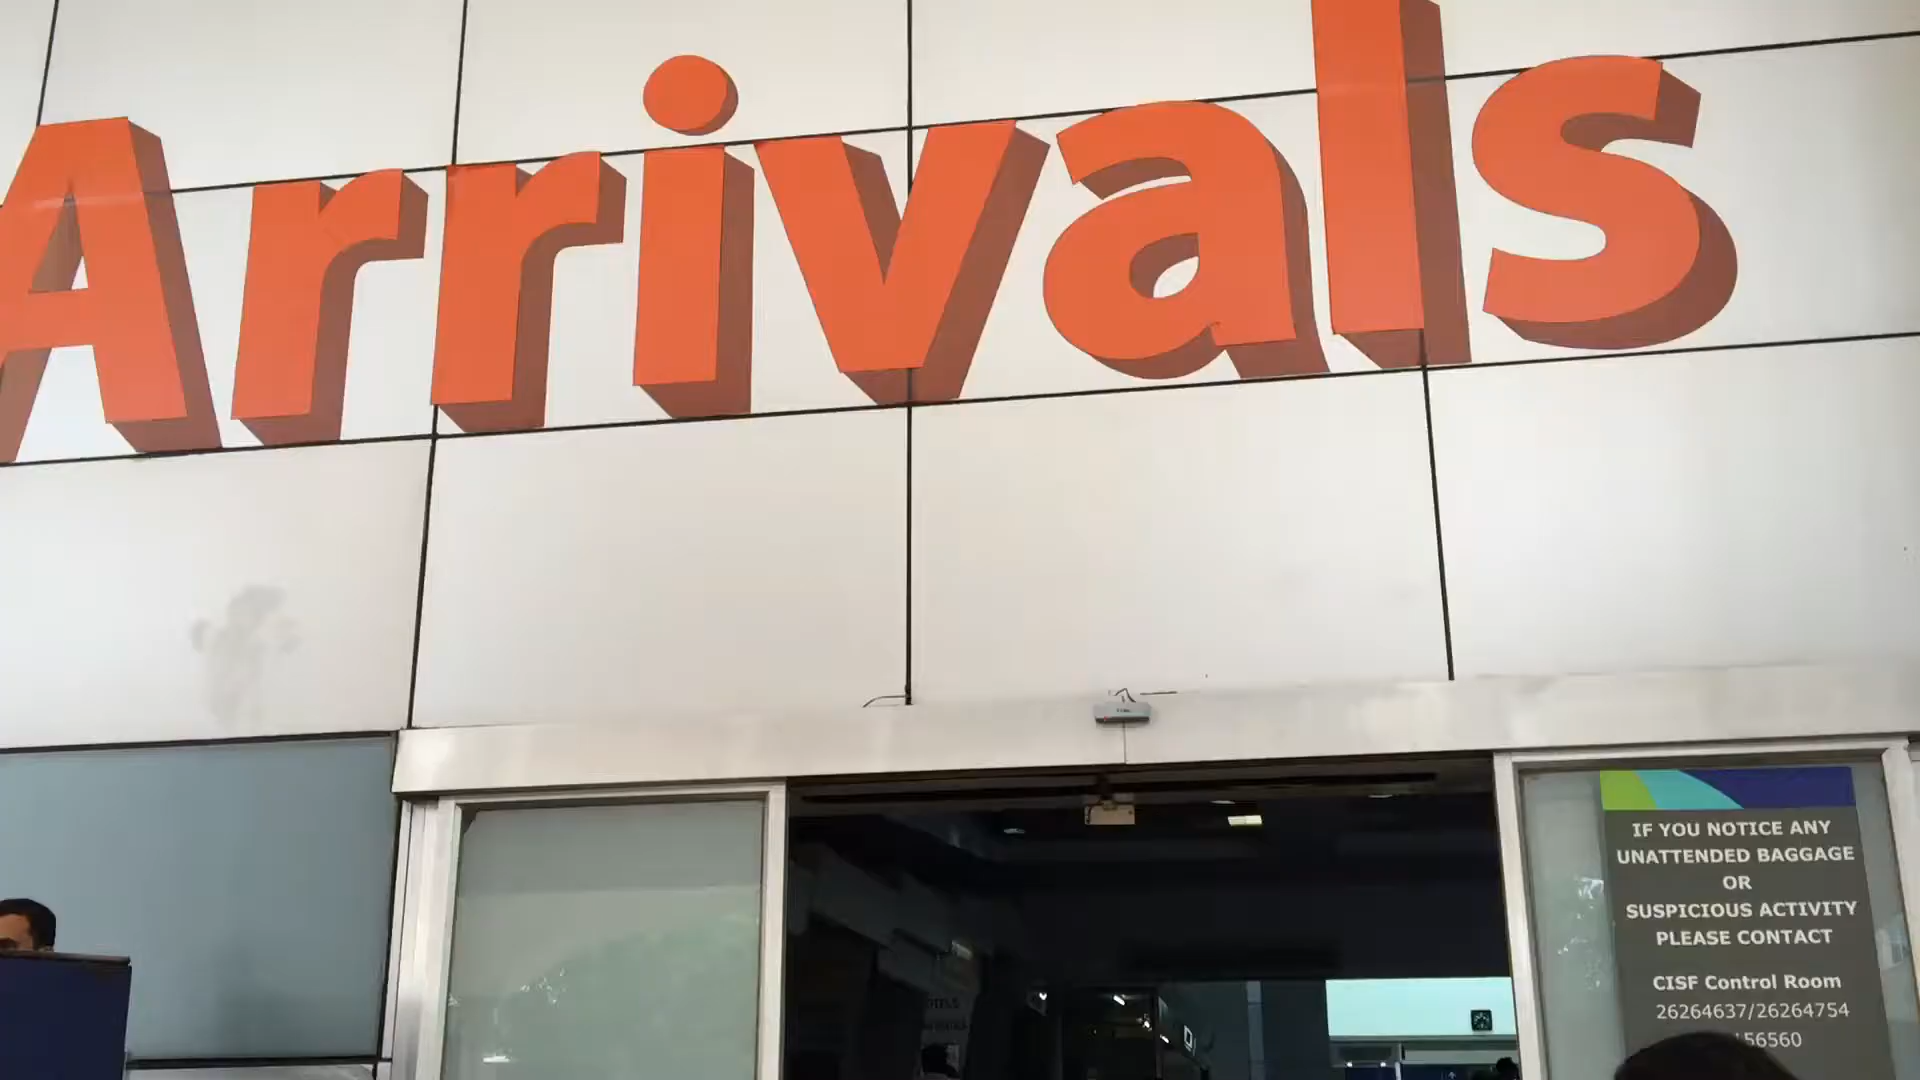 Arrivals
IF YOU NOTICE ANY
UNATTENDED BAGGAGE
OR
SUSPICIOUS ACTIVITY
PLEASE CONTACT
CISF Control Room
26264637/26264754